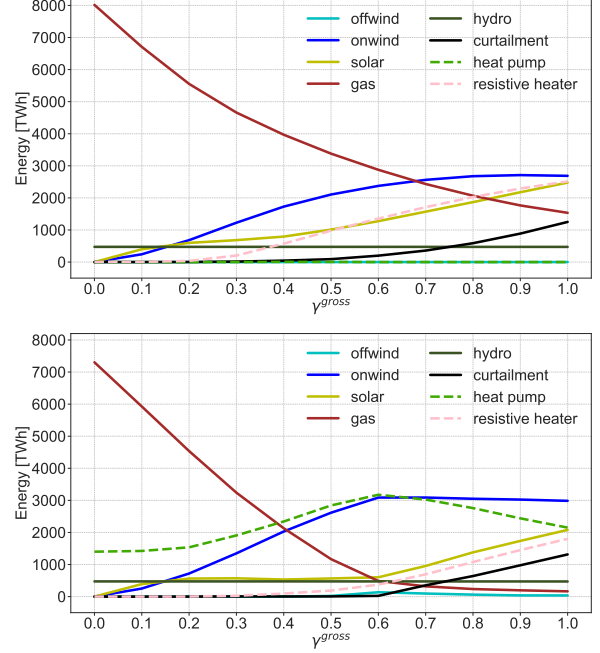 8000
7000
6000
5000
4000
3000
2000
1000
0
Energy [TWh]
offwind
onwind
solar
gas
hydro
curtailment
heat pump
resistive heater
0.0 0.1 0.2 0.3 0.4 0.5 0.6 0.7 0.8 0.9 1.0
γ^gross
8000
7000
6000
5000
4000
3000
2000
1000
0
Energy [TWh]
offwind
onwind
solar
gas
hydro
curtailment
heat pump
resistive heater
0.0 0.1 0.2 0.3 0.4 0.5 0.6 0.7 0.8 0.9 1.0
γ^gross